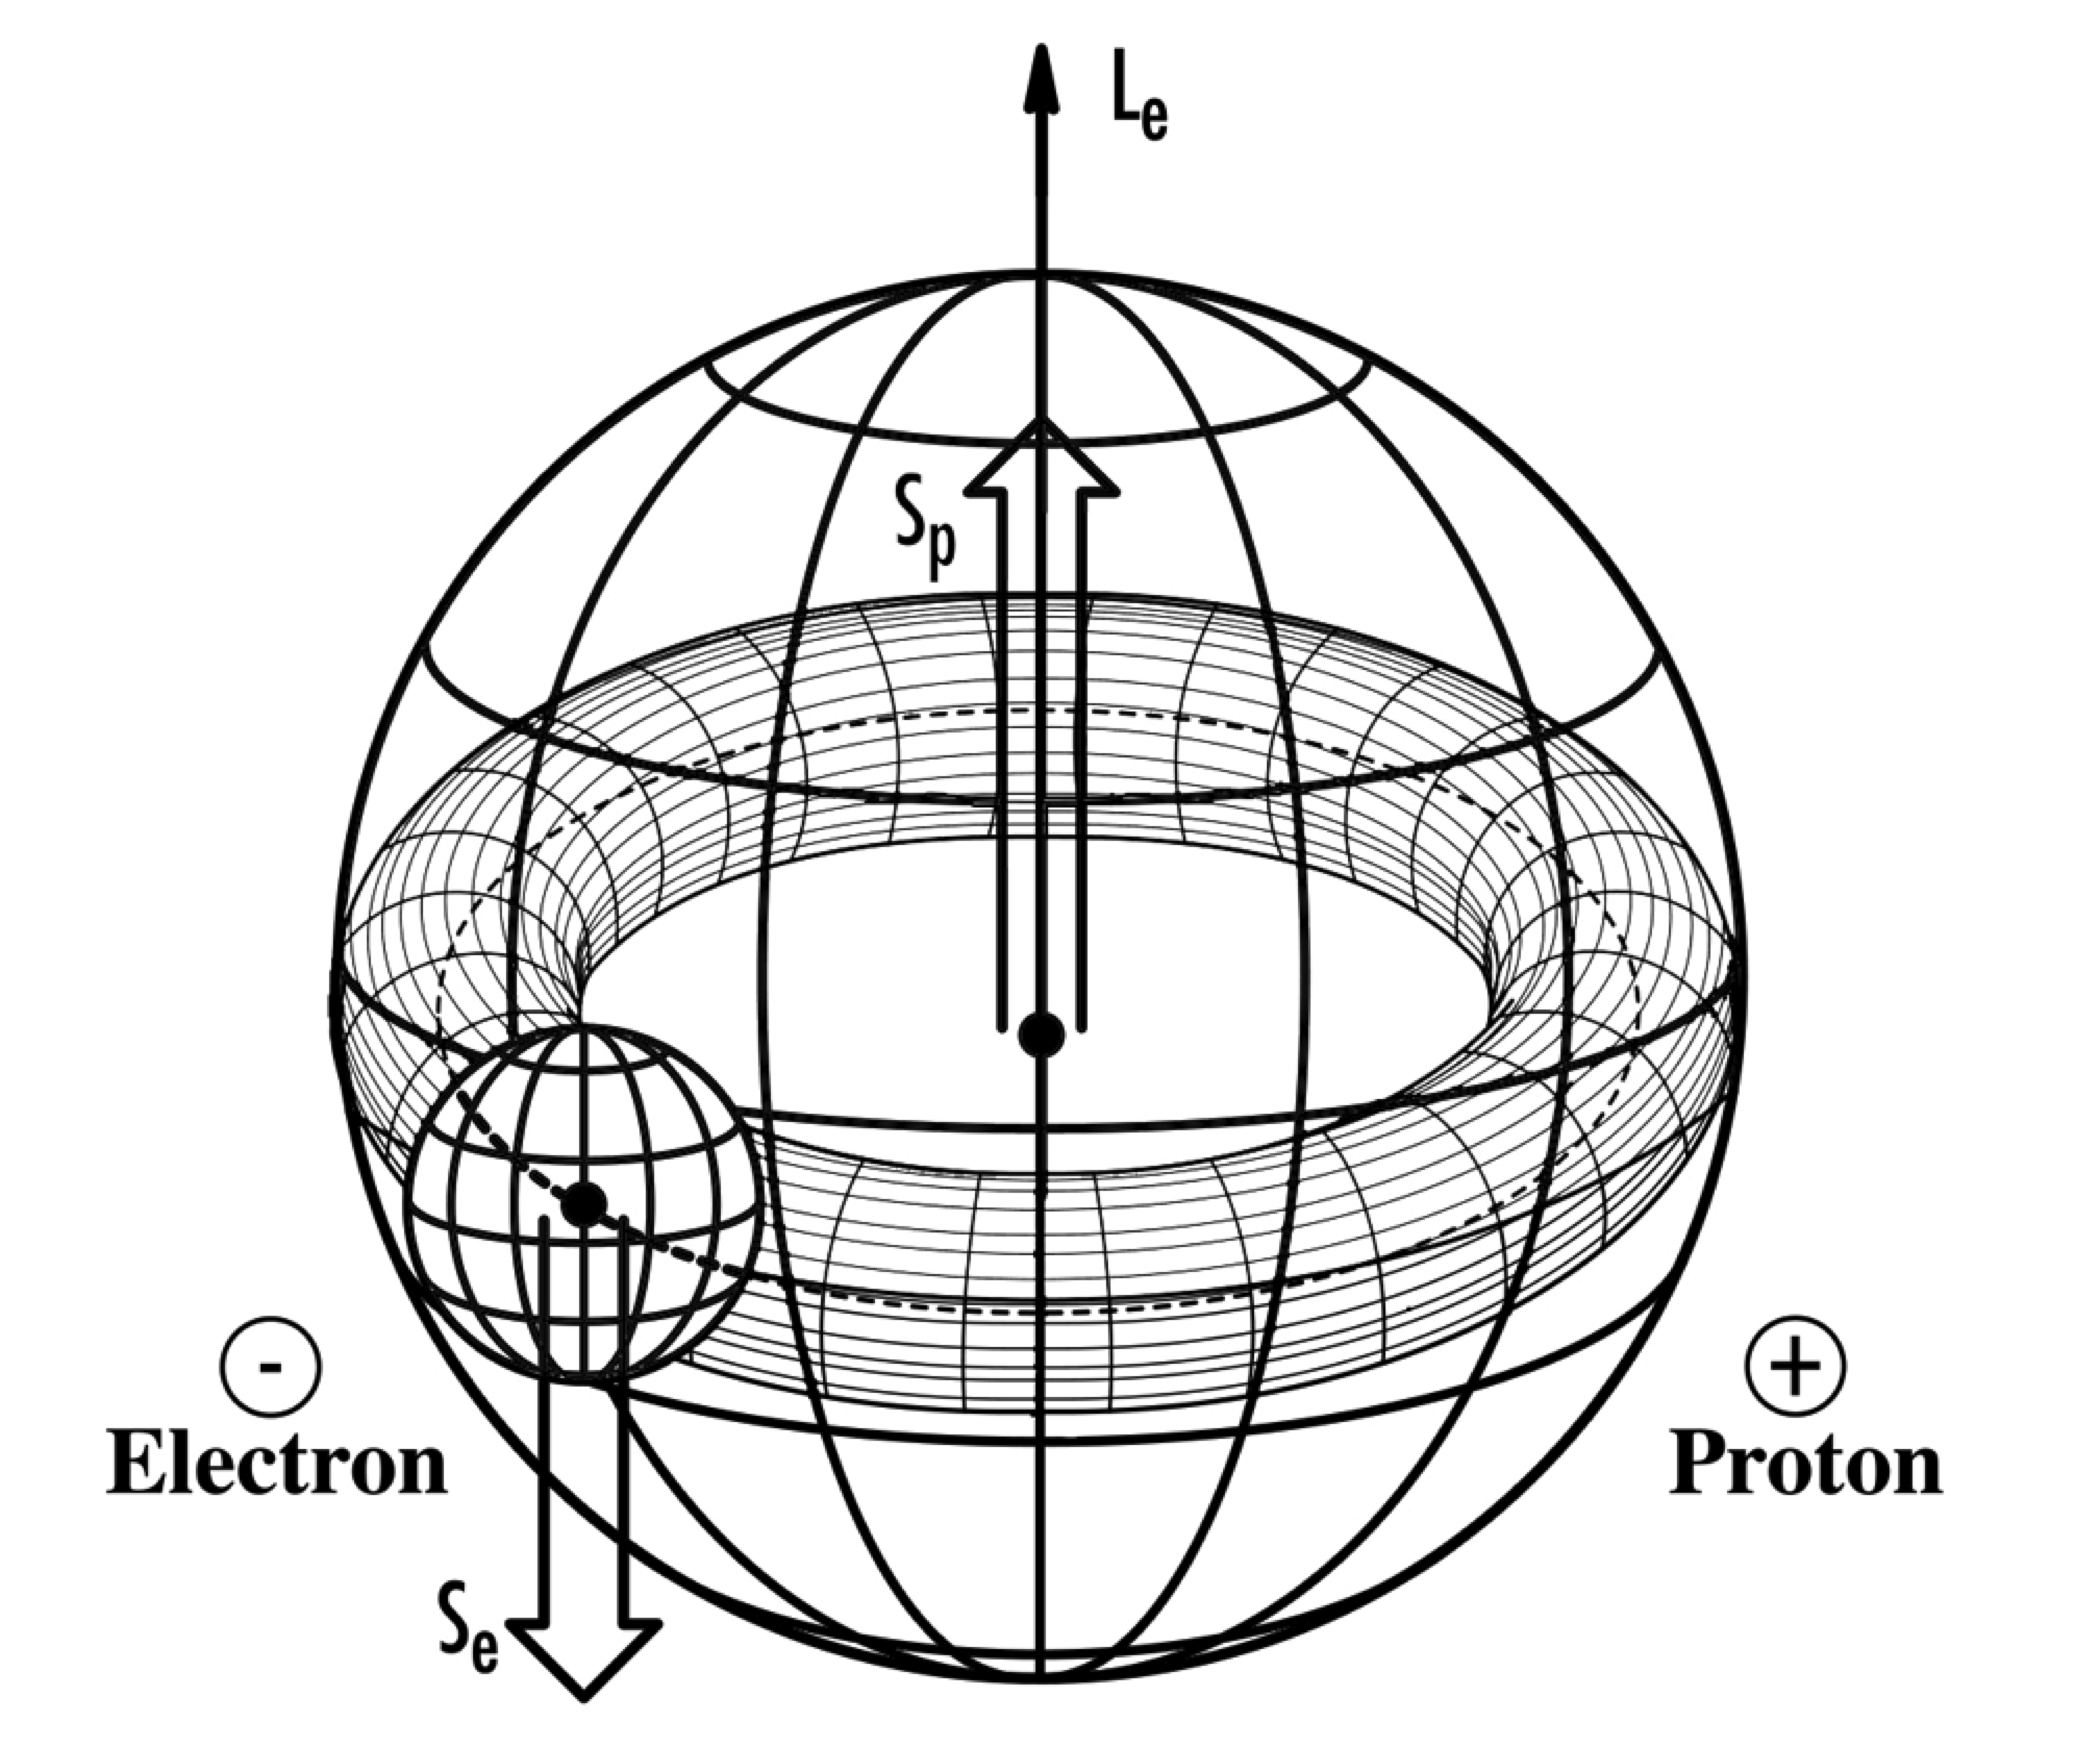 Le
Sp
-
+
Electron
Proton
Se